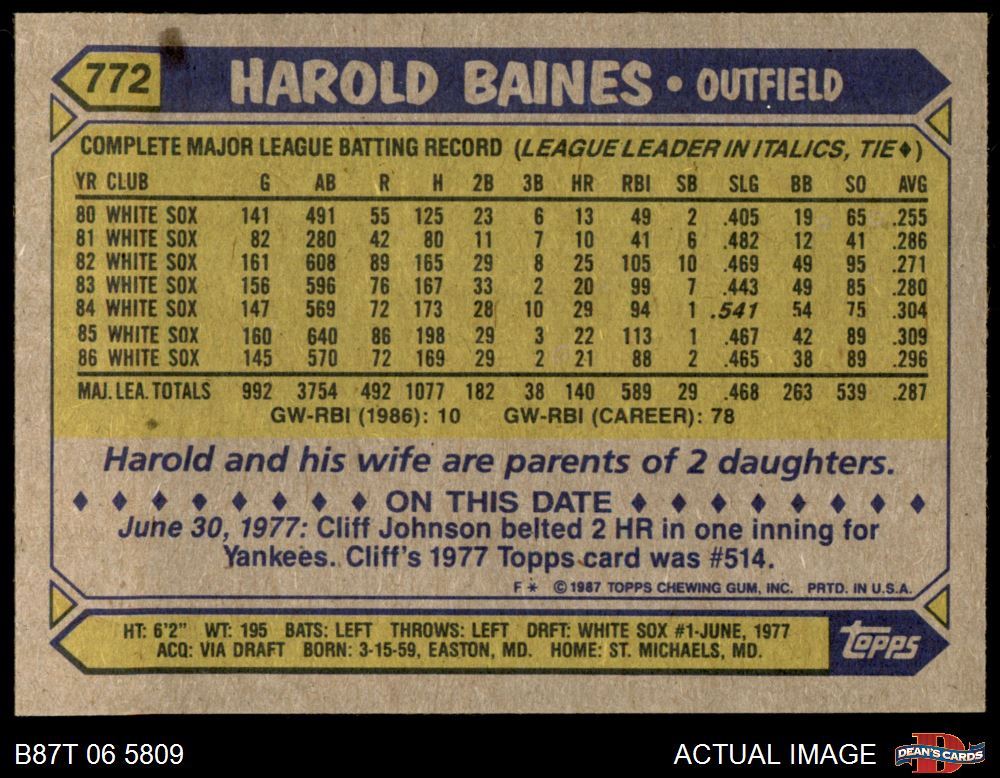 772 HAROLD BAINES • OUTFIELD
COMPLETE MAJOR LEAGUE BATTING RECORD (LEAGUE LEADER IN ITALICS, TIE♦)
YR CLUB G AB R H 2B 3B HR RBI SB SLG BB SO AVG
80 WHITE SOX 141 491 55 125 23 6 13 49 2 .405 19 65 .255
81 WHITE SOX 82 280 42 80 11 7 10 41 6 .482 12 41 .286
82 WHITE SOX 161 608 89 165 29 8 25 105 10 .469 49 95 .271
83 WHITE SOX 156 596 76 167 33 2 20 99 7 .443 49 85 .280
84 WHITE SOX 147 569 72 173 28 10 29 94 1 .541 54 75 .304
85 WHITE SOX 160 640 86 198 29 3 22 113 1 .467 42 89 .309
86 WHITE SOX 145 570 72 169 29 2 21 88 2 .465 38 89 .296
MAJ. LEA. TOTALS 992 3754 492 1077 182 38 140 589 29 .468 263 539 .287
GW-RBI (1986): 10 GW-RBI (CAREER): 78
Harold and his wife are parents of 2 daughters.
♦ ♦ ♦ ♦ ♦ ♦ ♦ ♦ ON THIS DATE ♦ ♦ ♦ ♦ ♦ ♦ ♦ ♦
June 30, 1977: Cliff Johnson belted 2 HR in one inning for
Yankees. Cliff's 1977 Topps card was #514.
F * © 1987 TOPPS CHEWING GUM, INC. PRTD. IN U.S.A.
HT: 6'2" WT: 195 BATS: LEFT THROWS: LEFT DRFT: WHITE SOX #1-JUNE, 1977
ACQ: VIA DRAFT BORN: 3-15-59, EASTON, MD. HOME: ST. MICHAELS, MD.
topps
B87T 06 5809 ACTUAL IMAGE
D
DEAN'S CARDS